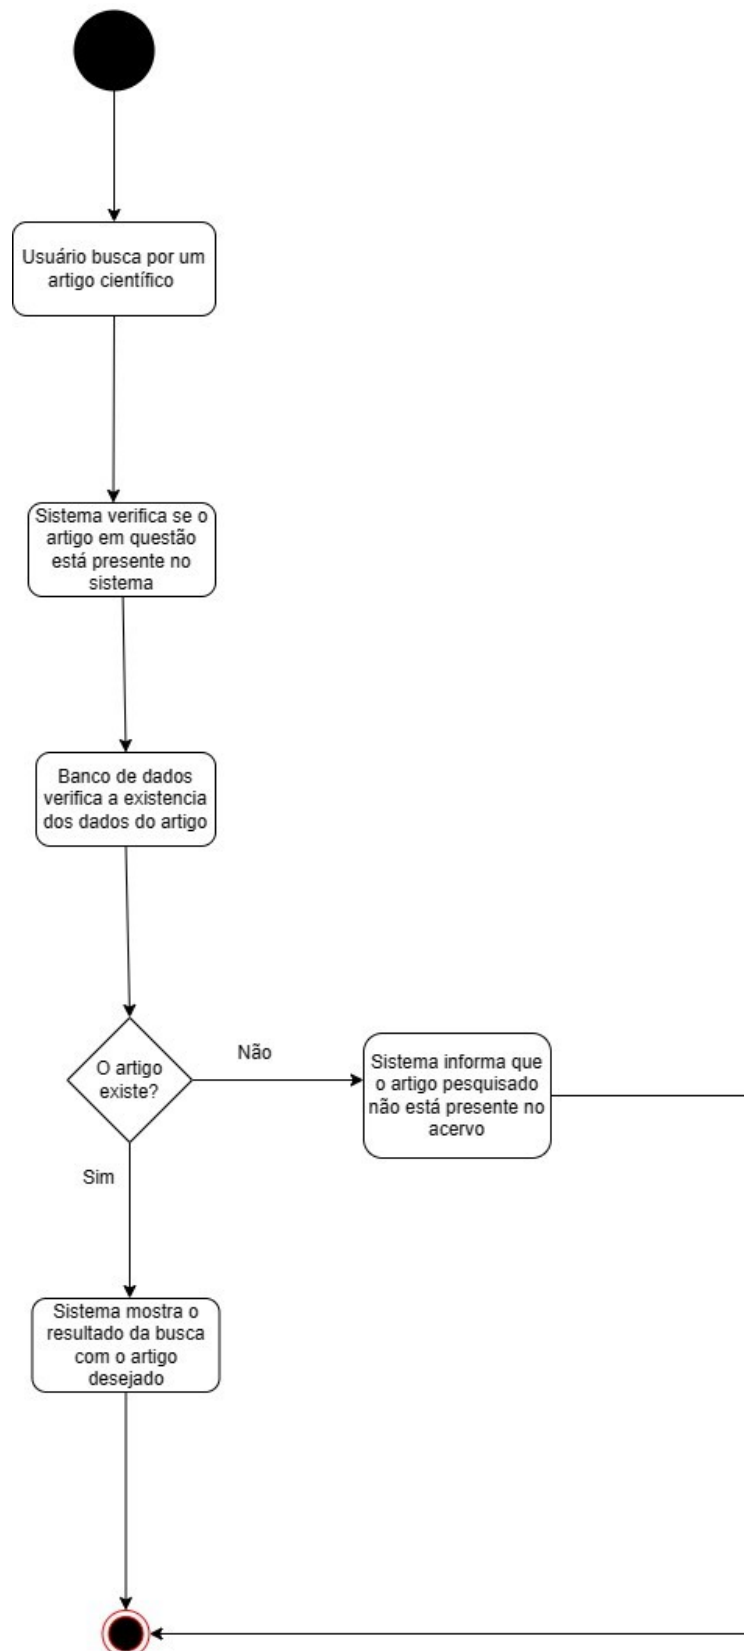 Usuário busca por um
artigo científico
Sistema verifica se o
artigo em questão
está presente no
sistema
Banco de dados
verifica a existencia
dos dados do artigo
O artigo
existe?
Não
Sistema informa que
o artigo pesquisado
não está presente no
acervo
Sim
Sistema mostra o
resultado da busca
com o artigo
desejado